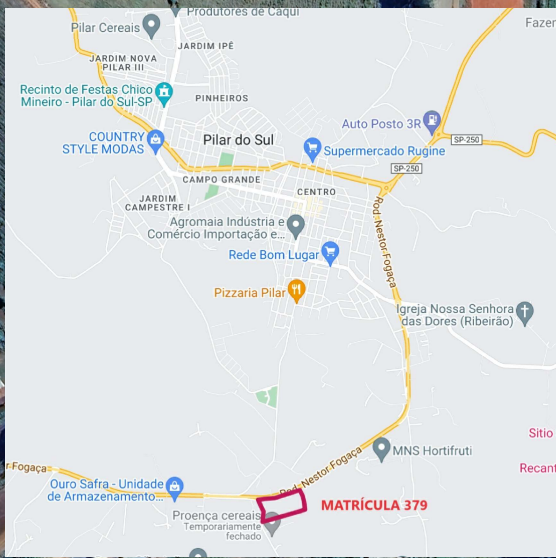 Produtores de Caqui
Pilar Cereais
Fazer
JARDIM IPÊ
JARDIM NOVA
PILAR III
Recinto de Festas Chico
Mineiro - Pilar do Sul-SP
PINHEIROS
Auto Posto 3R
COUNTRY
STYLE MODAS
Pilar do Sul
SP-250
Supermercado Rugine
SP-250
CAMPO GRANDE
CENTRO
JARDIM
CAMPESTRE I
Rod. Nestor Fogaça
Agromaia Indústria e
Comércio Importação e...
Rede Bom Lugar
Pizzaria Pilar
Igreja Nossa Senhora
das Dores (Ribeirão)
Sitio
MNS Hortifruti
Rod. Nestor Fogaça
r Fogaça
Recant
Ouro Safra - Unidade
de Armazenamento...
MATRÍCULA 379
Proença cereais
Temporariamente
fechado